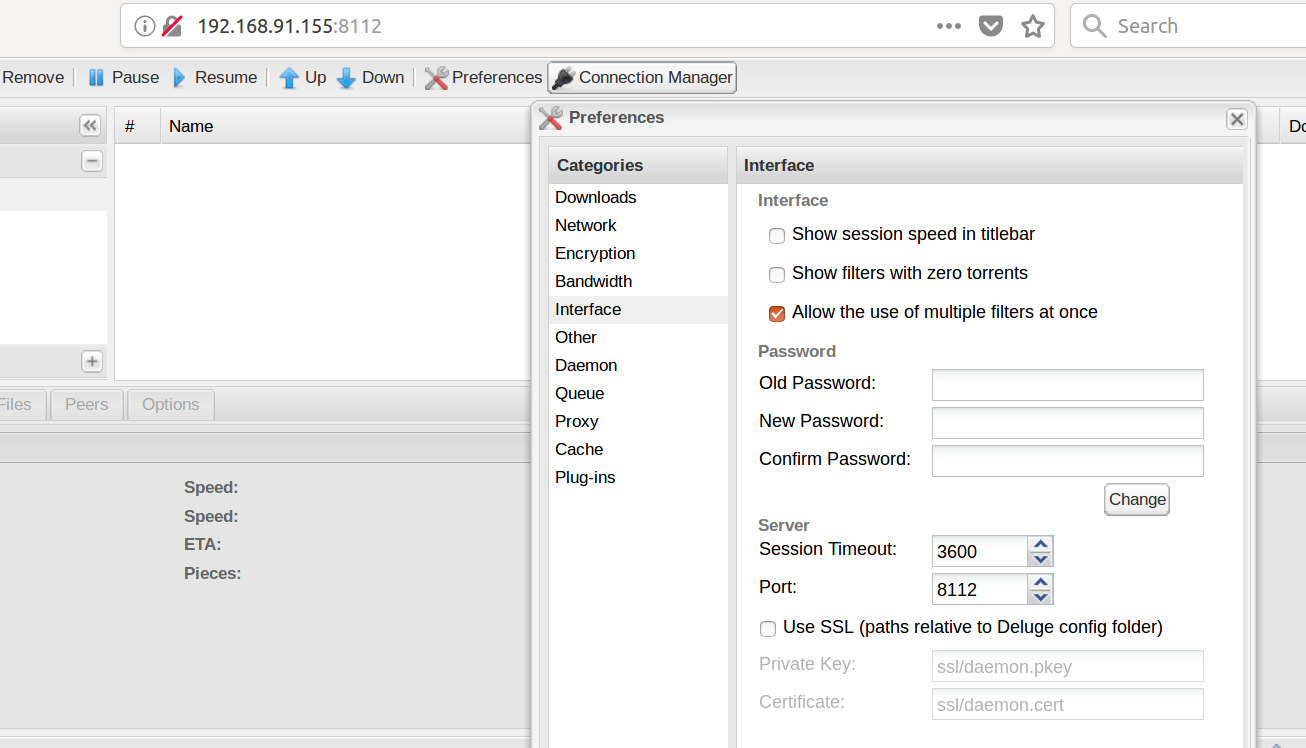 192.168.91.155:8112
Search
Remove Pause Resume Up Down Preferences Connection Manager
# Name
Preferences
Categories
Downloads
Network
Encryption
Bandwidth
Interface
Other
Daemon
Queue
Proxy
Cache
Plug-ins
Interface
Interface
Show session speed in titlebar
Show filters with zero torrents
Allow the use of multiple filters at once
Password
Old Password:
New Password:
Confirm Password:
Change
Server
Session Timeout: 3600
Port: 8112
Use SSL (paths relative to Deluge config folder)
Private Key: ssl/daemon.pkey
Certificate: ssl/daemon.cert
Files Peers Options
Speed:
Speed:
ETA:
Pieces: